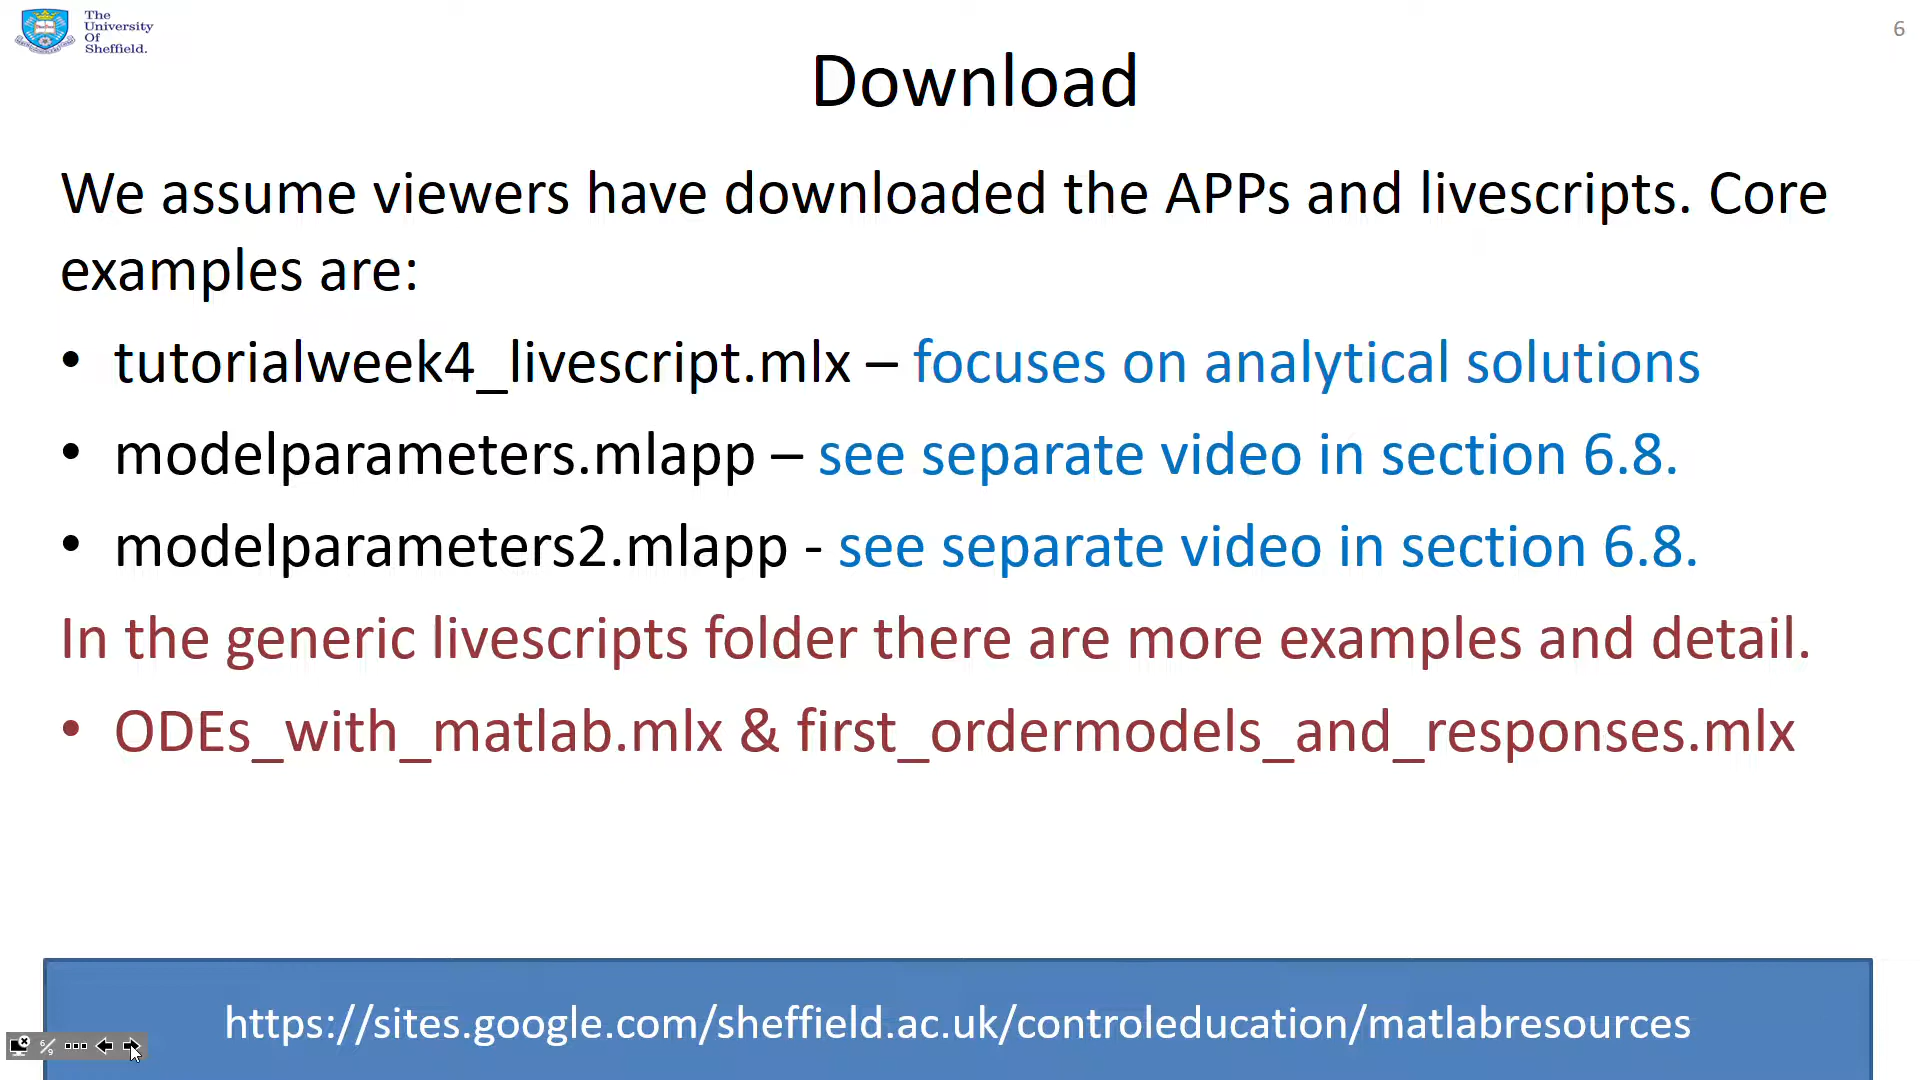 The
University
Of
Sheffield.
6
Download
We assume viewers have downloaded the APPs and livescripts. Core
examples are:
• tutorialweek4_livescript.mlx – focuses on analytical solutions
• modelparameters.mlapp – see separate video in section 6.8.
• modelparameters2.mlapp - see separate video in section 6.8.
In the generic livescripts folder there are more examples and detail.
• ODEs_with_matlab.mlx & first_ordermodels_and_responses.mlx
https://sites.google.com/sheffield.ac.uk/controleducation/matlabresources
6/9